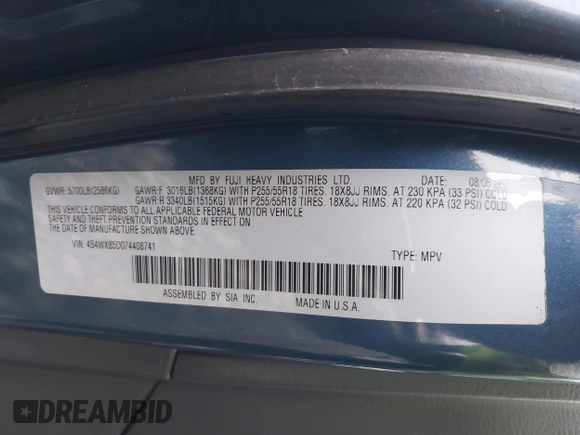 MFD BY FUJI HEAVY INDUSTRIES LTD. DATE: 08/06
GVWR: 5700LB(2586KG) GAWR:F 3016LB(1368KG) WITH P255/55R18 TIRES. 18X8JJ RIMS. AT 230 KPA (33 PSI) COLD
GAWR:R 3340LB(1515KG) WITH P255/55R18 TIRES. 18X8JJ RIMS. AT 220 KPA (32 PSI) COLD
THIS VEHICLE CONFORMS TO ALL APPLICABLE FEDERAL MOTOR VEHICLE
SAFETY AND THEFT PREVENTION STANDARDS IN EFFECT ON
THE DATE OF MANUFACTURE SHOWN ABOVE.
VIN: 4S4WX85D074408741 TYPE: MPV
ASSEMBLED BY SIA INC. MADE IN U.S.A.
DREAMBID